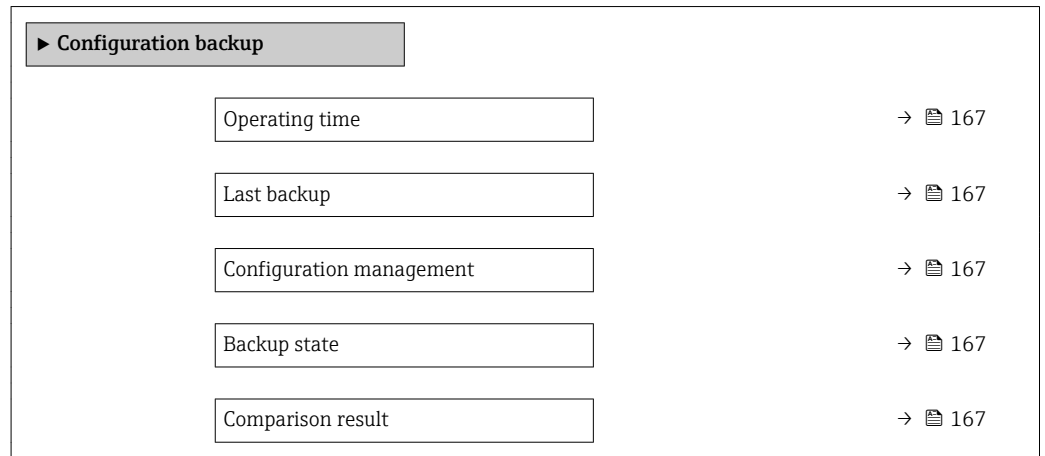 ► Configuration backup
Operating time → 🖹 167
Last backup → 🖹 167
Configuration management → 🖹 167
Backup state → 🖹 167
Comparison result → 🖹 167